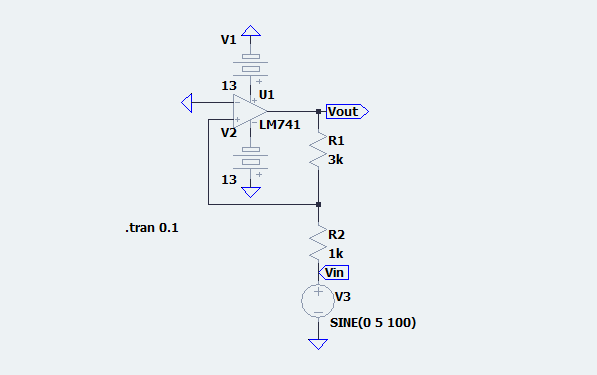 V1
13
U1
Vout
V2
LM741
R1
3k
13
.tran 0.1
R2
1k
Vin
V3
SINE(0 5 100)